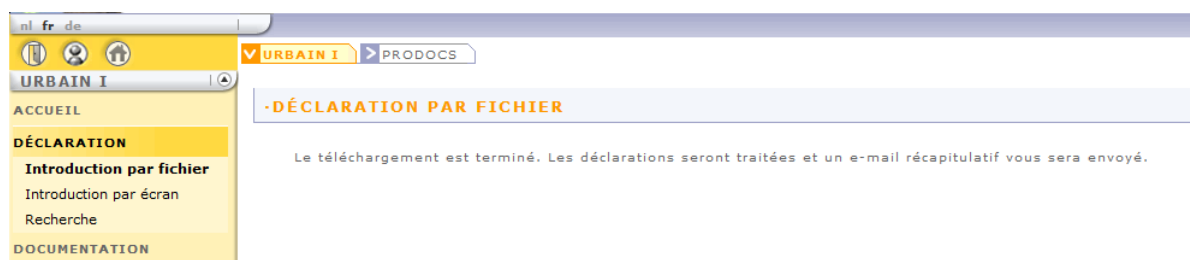 nl fr de
URBAIN I PRODOCS
URBAIN I
ACCUEIL
DÉCLARATION
Introduction par fichier
Introduction par écran
Recherche
DOCUMENTATION
·DÉCLARATION PAR FICHIER
Le téléchargement est terminé. Les déclarations seront traitées et un e-mail récapitulatif vous sera envoyé.